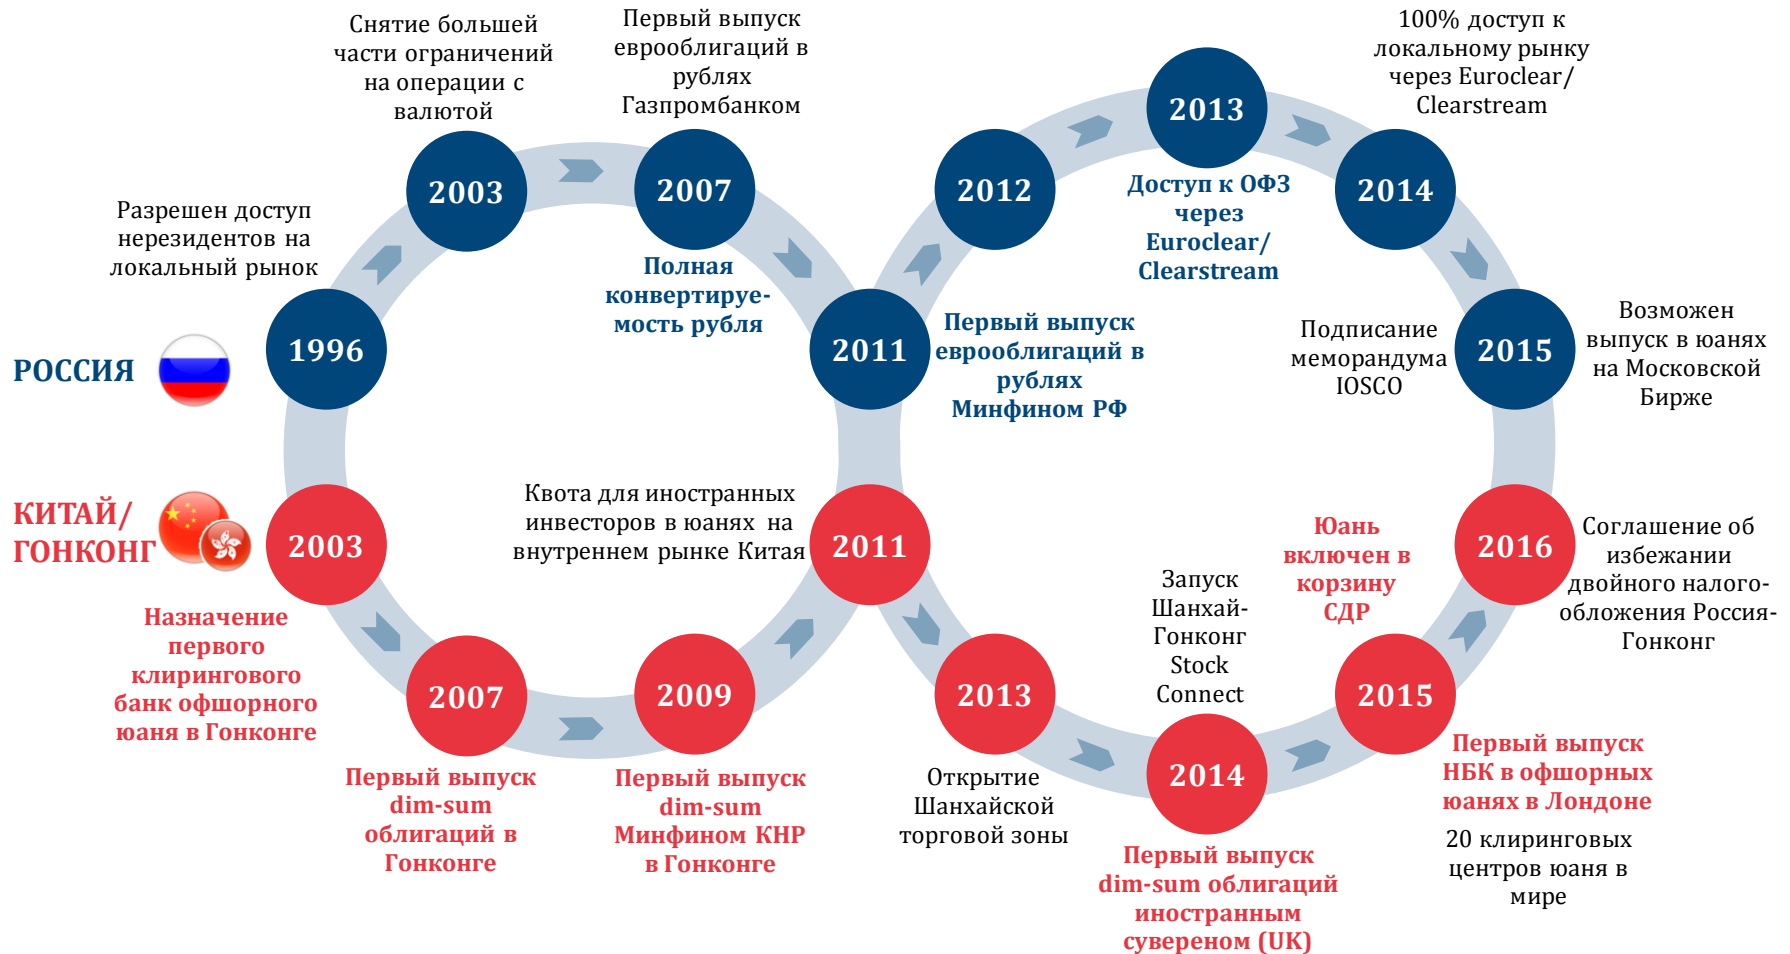 Снятие большей
части ограничений
на операции с
валютой
Первый выпуск
еврооблигаций в
рублях
Газпромбанком
100% доступ к
локальному рынку
через Euroclear/
Clearstream
2003
2007
2012
2013
2014
Разрешен доступ
нерезидентов на
локальный рынок
Полная
конвертируе-
мость рубля
Доступ к ОФЗ
через
Euroclear/
Clearstream
РОССИЯ
1996
2011
Первый выпуск
еврооблигаций в
рублях
Минфином РФ
Подписание
меморандума
IOSCO
2015
Возможен
выпуск в юанях
на Московской
Бирже
КИТАЙ/
ГОНКОНГ
2003
Квота для иностранных
инвесторов в юанях на
внутреннем рынке Китая
2011
Юань
включен в
корзину
СДР
2016
Соглашение об
избежании
двойного налого-
обложения Россия-
Гонконг
Назначение
первого
клирингового
банк офшорного
юаня в Гонконге
2007
2009
2013
Запуск
Шанхай-
Гонконг
Stock
Connect
2014
2015
Первый выпуск
dim-sum
облигаций в
Гонконге
Первый выпуск
dim-sum
Минфином КНР
в Гонконге
Открытие
Шанхайской
торговой зоны
Первый выпуск
dim-sum облигаций
иностранным
сувереном (UK)
Первый выпуск
НБК в офшорных
юанях в Лондоне
20 клиринговых
центров юаня в
мире